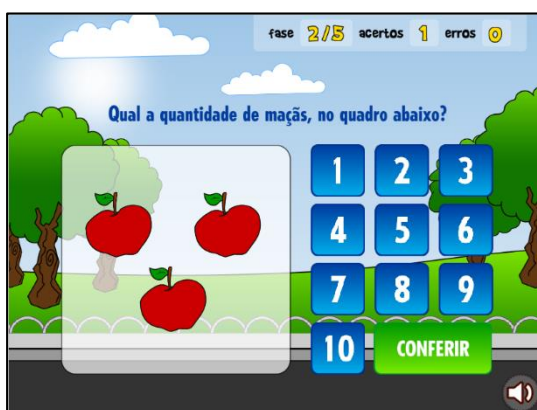 fase 2/5 acertos 1 erros 0
Qual a quantidade de maçãs, no quadro abaixo?
1 2 3
4 5 6
7 8 9
10 CONFERIR